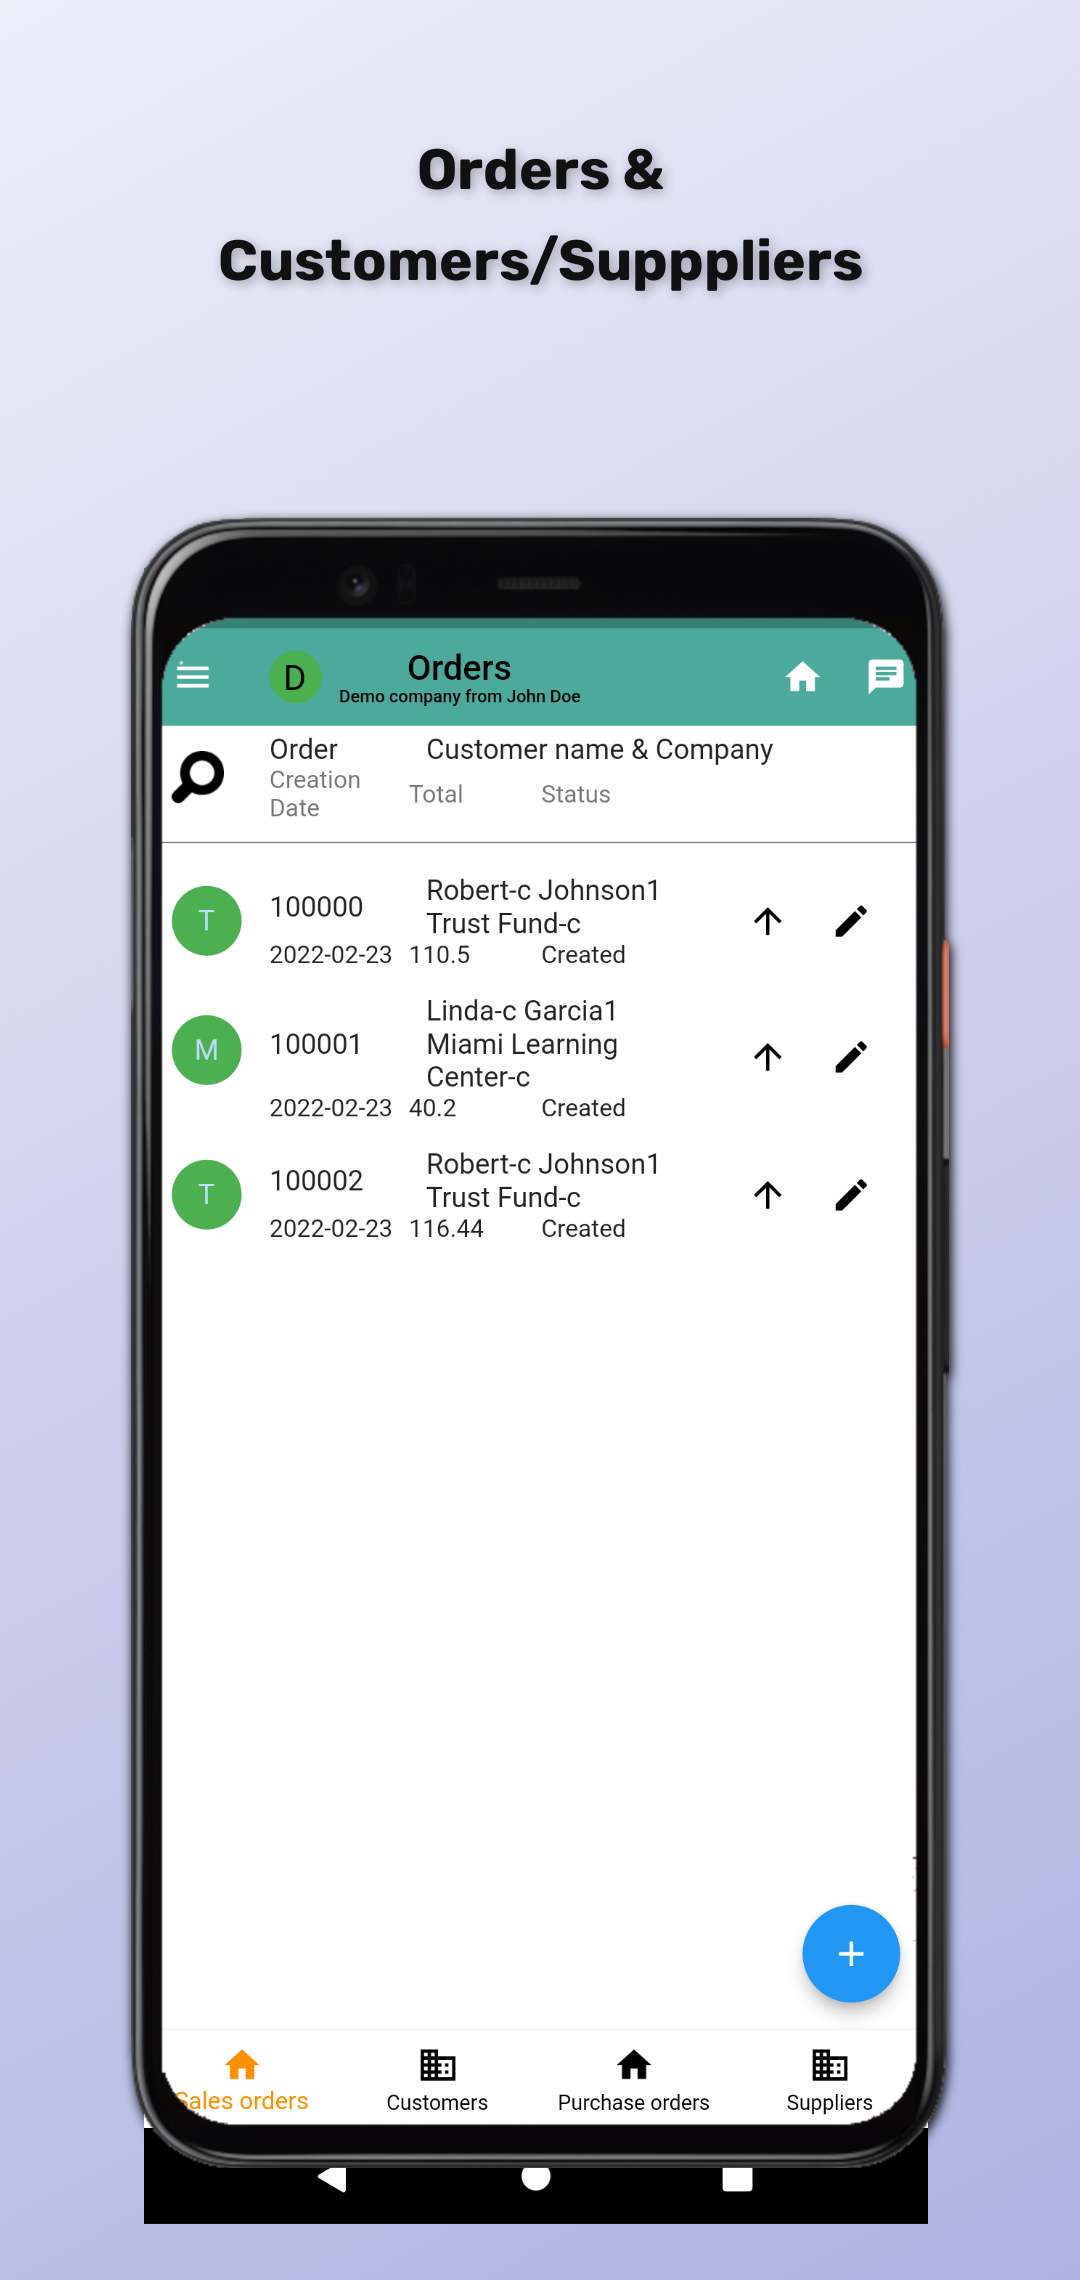 Orders &
Customers/Supppliers
D
Orders
Demo company from John Doe
Order
Customer name & Company
Creation
Date
Total
Status
T
100000
Robert-c Johnson1
Trust Fund-c
2022-02-23
110.5
Created
M
100001
Linda-c Garcia1
Miami Learning
Center-c
2022-02-23
40.2
Created
T
100002
Robert-c Johnson1
Trust Fund-c
2022-02-23
116.44
Created
+
Sales orders
Customers
Purchase orders
Suppliers